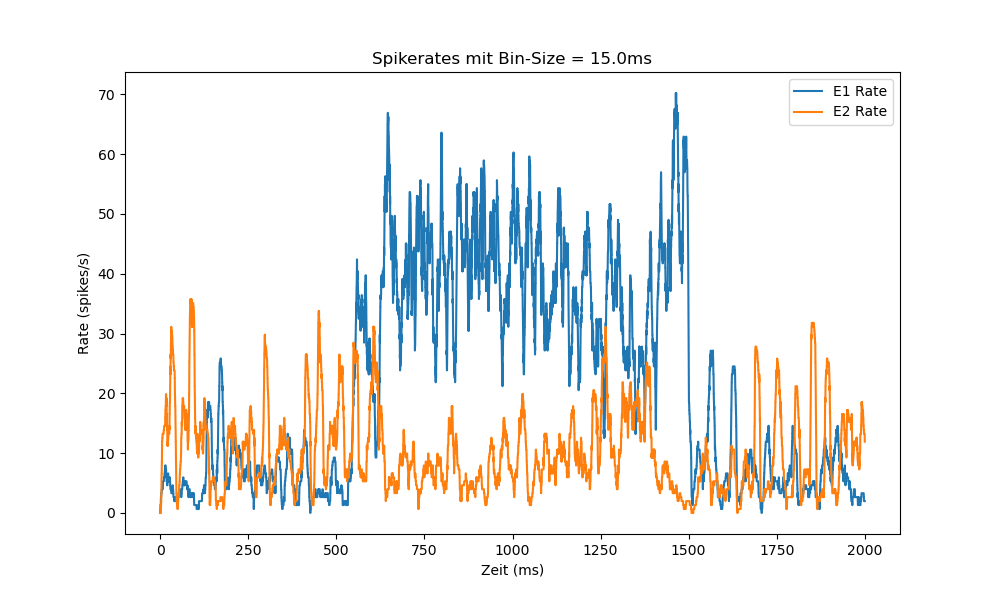 Spikerates mit Bin-Size = 15.0ms
E1 Rate
E2 Rate
Rate (spikes/s)
70
60
50
40
30
20
10
0
0 250 500 750 1000 1250 1500 1750 2000
Zeit (ms)